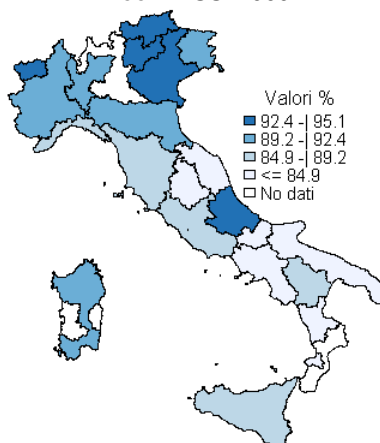 Valori %
92.4 -| 95.1
89.2 -| 92.4
84.9 -| 89.2
<= 84.9
No dati